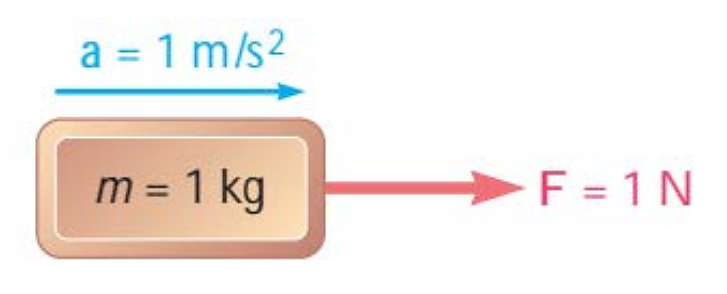 a = 1 m/s²
m = 1 kg
F = 1 N